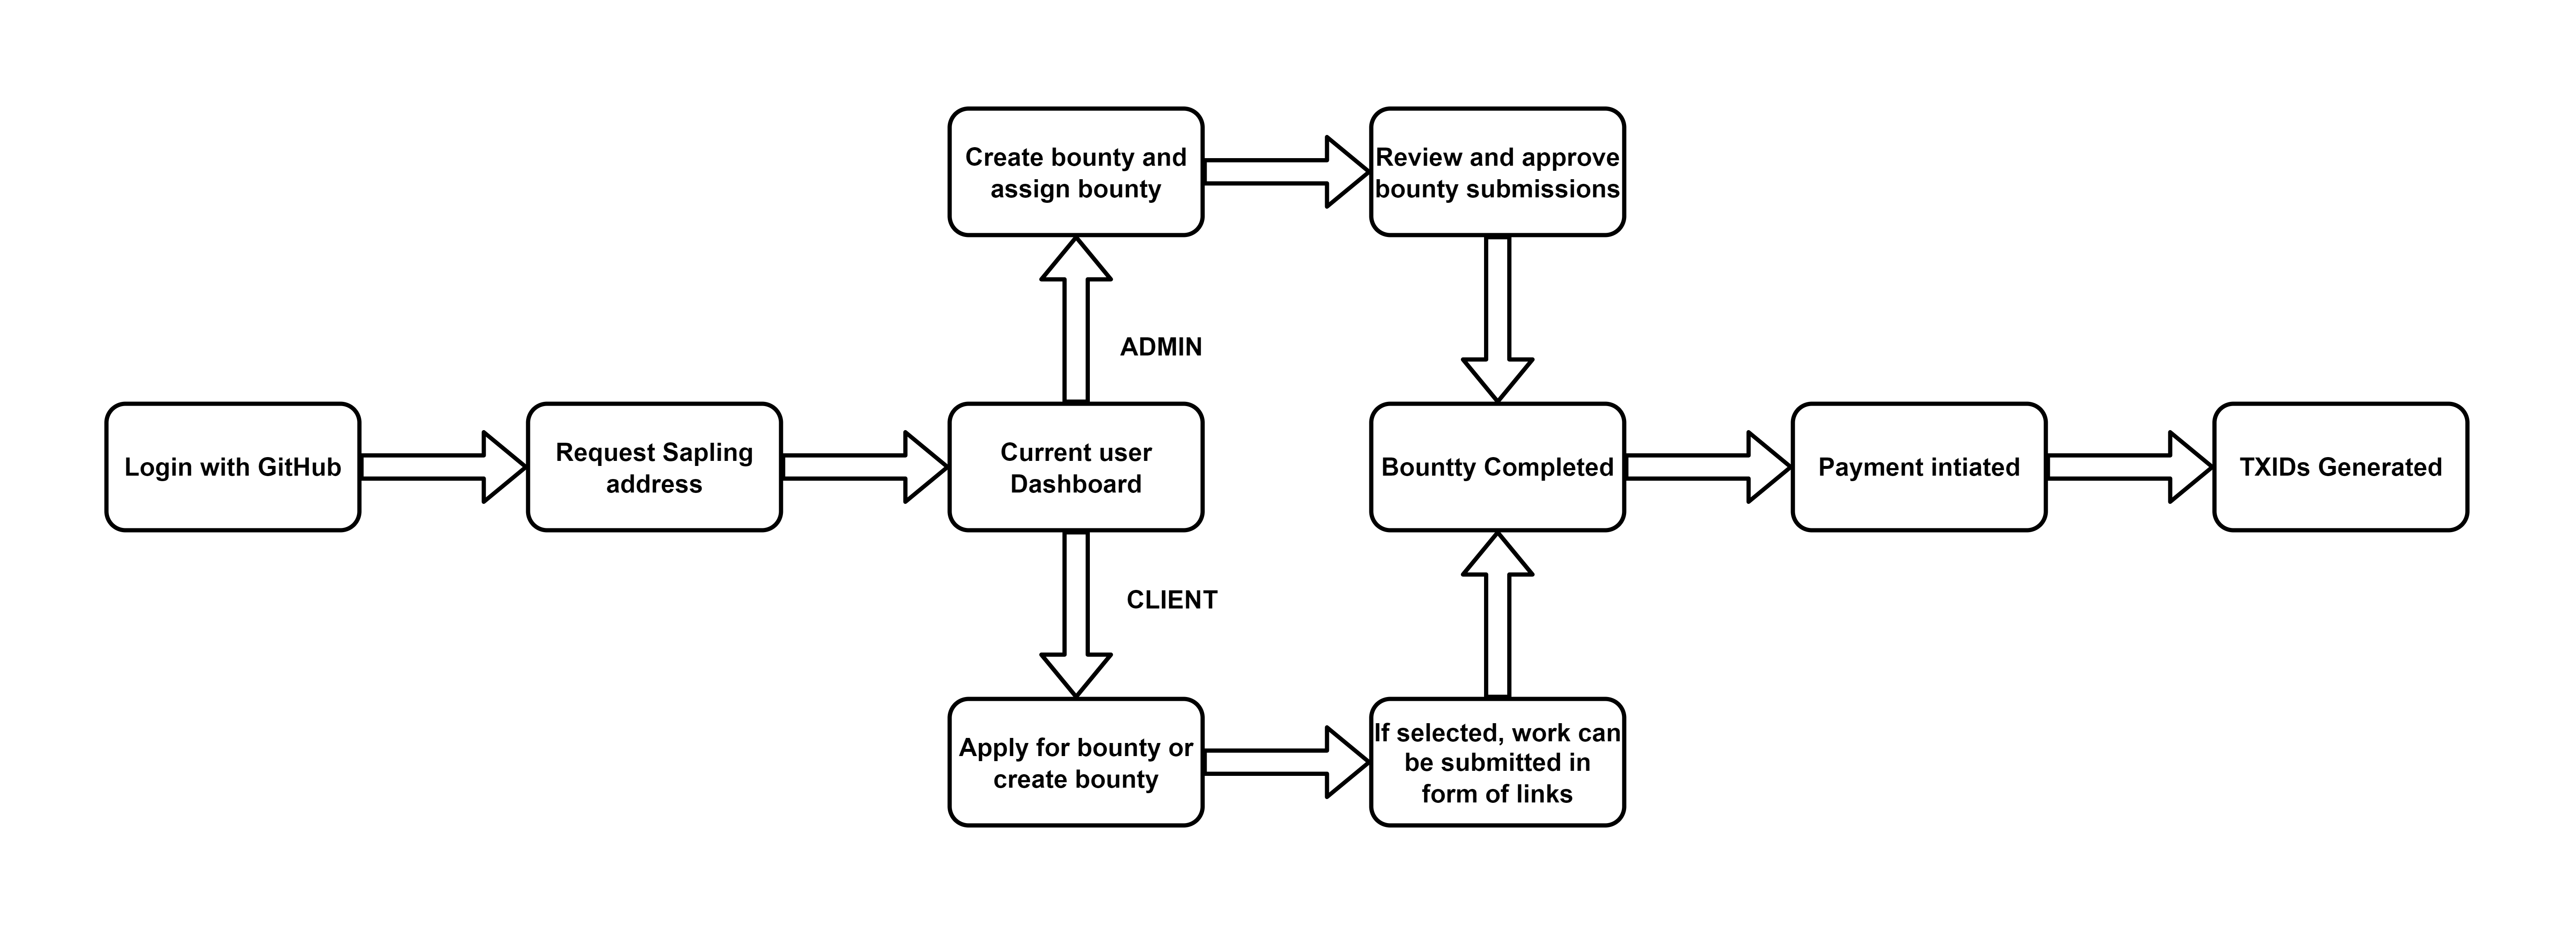 Create bounty and
assign bounty
Review and approve
bounty submissions
ADMIN
Login with GitHub
Request Sapling
address
Current user
Dashboard
Bountty Completed
Payment intiated
TXIDs Generated
CLIENT
Apply for bounty or
create bounty
If selected, work can
be submitted in
form of links